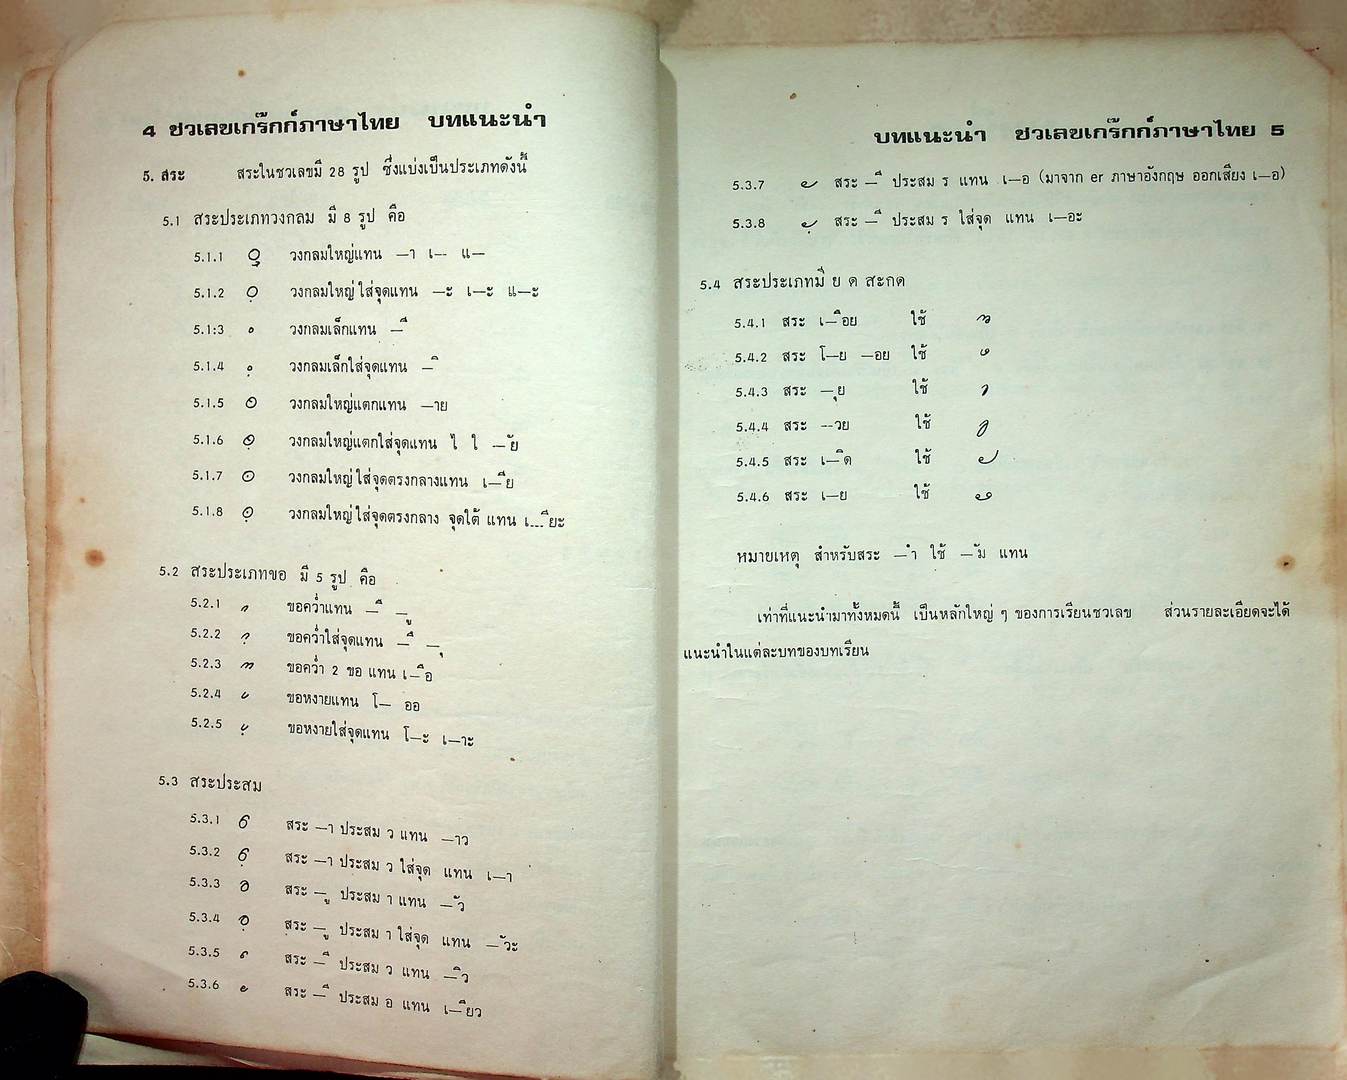 4 ชวเลขเกร๊กก์ภาษาไทย บทแนะนำ
5. สระ สระในชวเลขมี 28 รูป ซึ่งแบ่งเป็นประเภทดังนี้
5.1 สระประเภทวงกลม มี 8 รูป คือ
5.1.1 วงกลมใหญ่แทน —า เ-- แ—
5.1.2 วงกลมใหญ่ใส่จุดแทน —ะ เ—ะ แ—ะ
5.1:3 วงกลมเล็กแทน —ี
5.1.4 วงกลมเล็กใส่จุดแทน —ิ
5.1.5 วงกลมใหญ่แตกแทน —าย
5.1.6 วงกลมใหญ่แตกใส่จุดแทน ไ ใ —ัย
5.1.7 วงกลมใหญ่ใส่จุดตรงกลางแทน เ—ีย
5.1.8 วงกลมใหญ่ใส่จุดตรงกลาง จุดใต้ แทน เ—ียะ
5.2 สระประเภทขอ มี 5 รูป คือ
5.2.1 ขอคว่ำแทน —ื —ู
5.2.2 ขอคว่ำใส่จุดแทน —ึ —ุ
5.2.3 ขอคว่ำ 2 ขอ แทน เ—ือ
5.2.4 ขอหงายแทน โ— ออ
5.2.5 ขอหงายใส่จุดแทน โ—ะ เ—าะ
5.3 สระประสม
5.3.1 สระ —า ประสม ว แทน —าว
5.3.2 สระ —า ประสม ว ใส่จุด แทน เ—า
5.3.3 สระ —ู ประสม า แทน —ัว
5.3.4 สระ —ู ประสม า ใส่จุด แทน —ัวะ
5.3.5 สระ —ี ประสม ว แทน —ิว
5.3.6 สระ —ี ประสม อ แทน เ—ียว
บทแนะนำ ชวเลขเกร๊กก์ภาษาไทย 5
5.3.7 สระ —ี ประสม ร แทน เ—อ (มาจาก er ภาษาอังกฤษ ออกเสียง เ—อ)
5.3.8 สระ —ี ประสม ร ใส่จุด แทน เ—อะ
5.4 สระประเภทมี ย ด สะกด
5.4.1 สระ เ—ือย ใช้
5.4.2 สระ โ—ย —อย ใช้
5.4.3 สระ —ุย ใช้
5.4.4 สระ --วย ใช้
5.4.5 สระ เ—ิด ใช้
5.4.6 สระ เ—ย ใช้
หมายเหตุ สำหรับสระ —ำ ใช้ —ัม แทน
เท่าที่แนะนำมาทั้งหมดนี้ เป็นหลักใหญ่ ๆ ของการเรียนชวเลข ส่วนรายละเอียดจะได้
แนะนำในแต่ละบทของบทเรียน